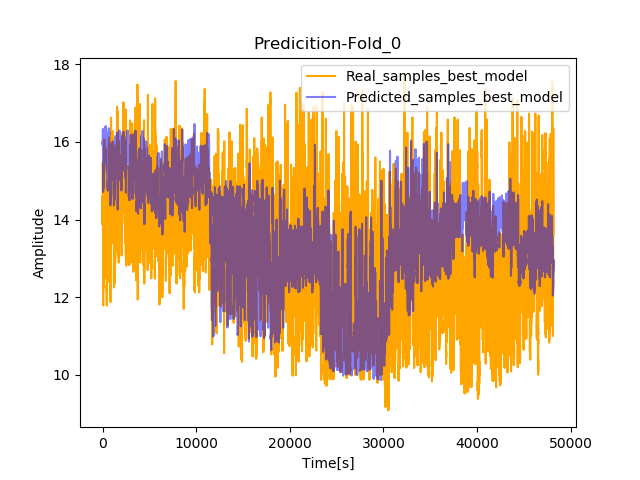 Predicition-Fold_0
Real_samples_best_model
Predicted_samples_best_model
18
16
14
12
10
Amplitude
0
10000
20000
30000
40000
50000
Time[s]